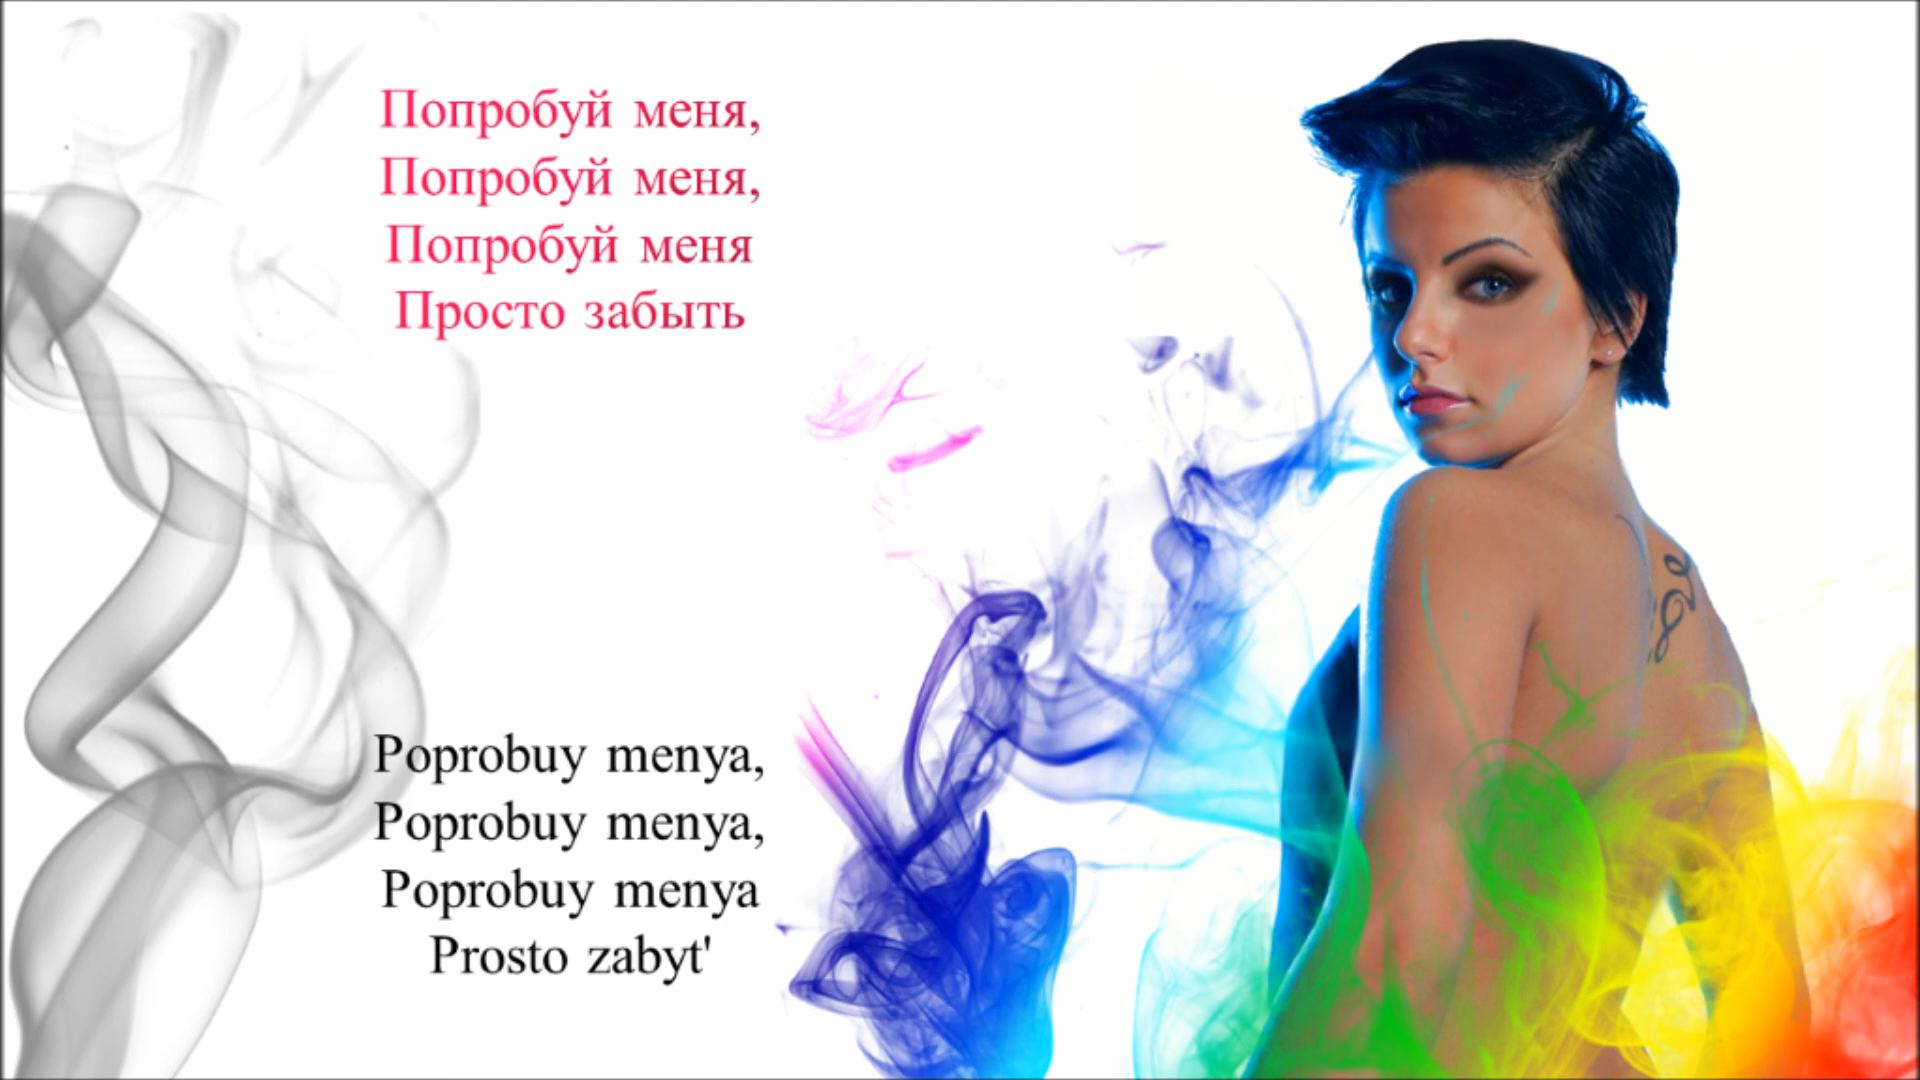 Попробуй меня,
Попробуй меня,
Попробуй меня
Просто забыть
Poprobuy menya,
Poprobuy menya,
Poprobuy menya
Prosto zabyt'